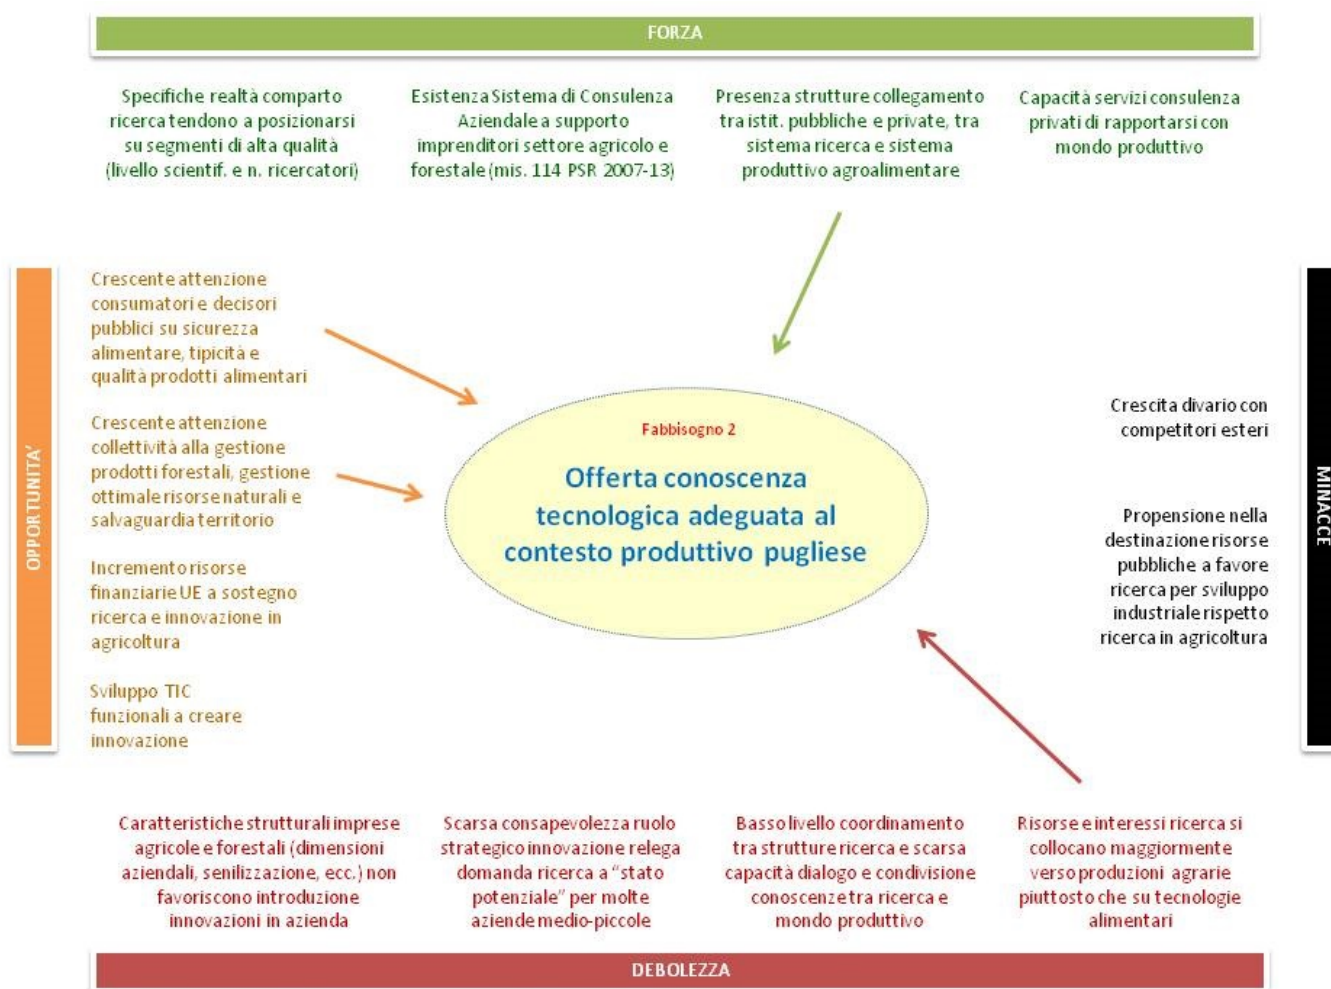 FORZA
Specifiche realtà comparto
ricerca tendono a posizionarsi
su segmenti di alta qualità
(livello scientif. e n. ricercatori)
Esistenza Sistema di Consulenza
Aziendale a supporto
imprenditori settore agricolo e
forestale (mis. 114 PSR 2007-13)
Presenza strutture collegamento
tra istit. pubbliche e private, tra
sistema ricerca e sistema
produttivo agroalimentare
Capacità servizi consulenza
privati di rapportarsi con
mondo produttivo
OPPORTUNITA'
Crescente attenzione
consumatori e decisori
pubblici su sicurezza
alimentare, tipicità e
qualità prodotti alimentari
Crescente attenzione
collettività alla gestione
prodotti forestali, gestione
ottimale risorse naturali e
salvaguardia territorio
Incremento risorse
finanziarie UE a sostegno
ricerca e innovazione in
agricoltura
Sviluppo TIC
funzionali a creare
innovazione
Fabbisogno 2
Offerta conoscenza
tecnologica adeguata al
contesto produttivo pugliese
Crescita divario con
competitori esteri
Propensione nella
destinazione risorse
pubbliche a favore
ricerca per sviluppo
industriale rispetto
ricerca in agricoltura
MINACCE
Caratteristiche strutturali imprese
agricole e forestali (dimensioni
aziendali, senilizzazione, ecc.) non
favoriscono introduzione
innovazioni in azienda
Scarsa consapevolezza ruolo
strategico innovazione relega
domanda ricerca a "stato
potenziale" per molte
aziende medio-piccole
Basso livello coordinamento
tra strutture ricerca e scarsa
capacità dialogo e condivisione
conoscenze tra ricerca e
mondo produttivo
Risorse e interessi ricerca si
collocano maggiormente
verso produzioni agrarie
piuttosto che su tecnologie
alimentari
DEBOLEZZA